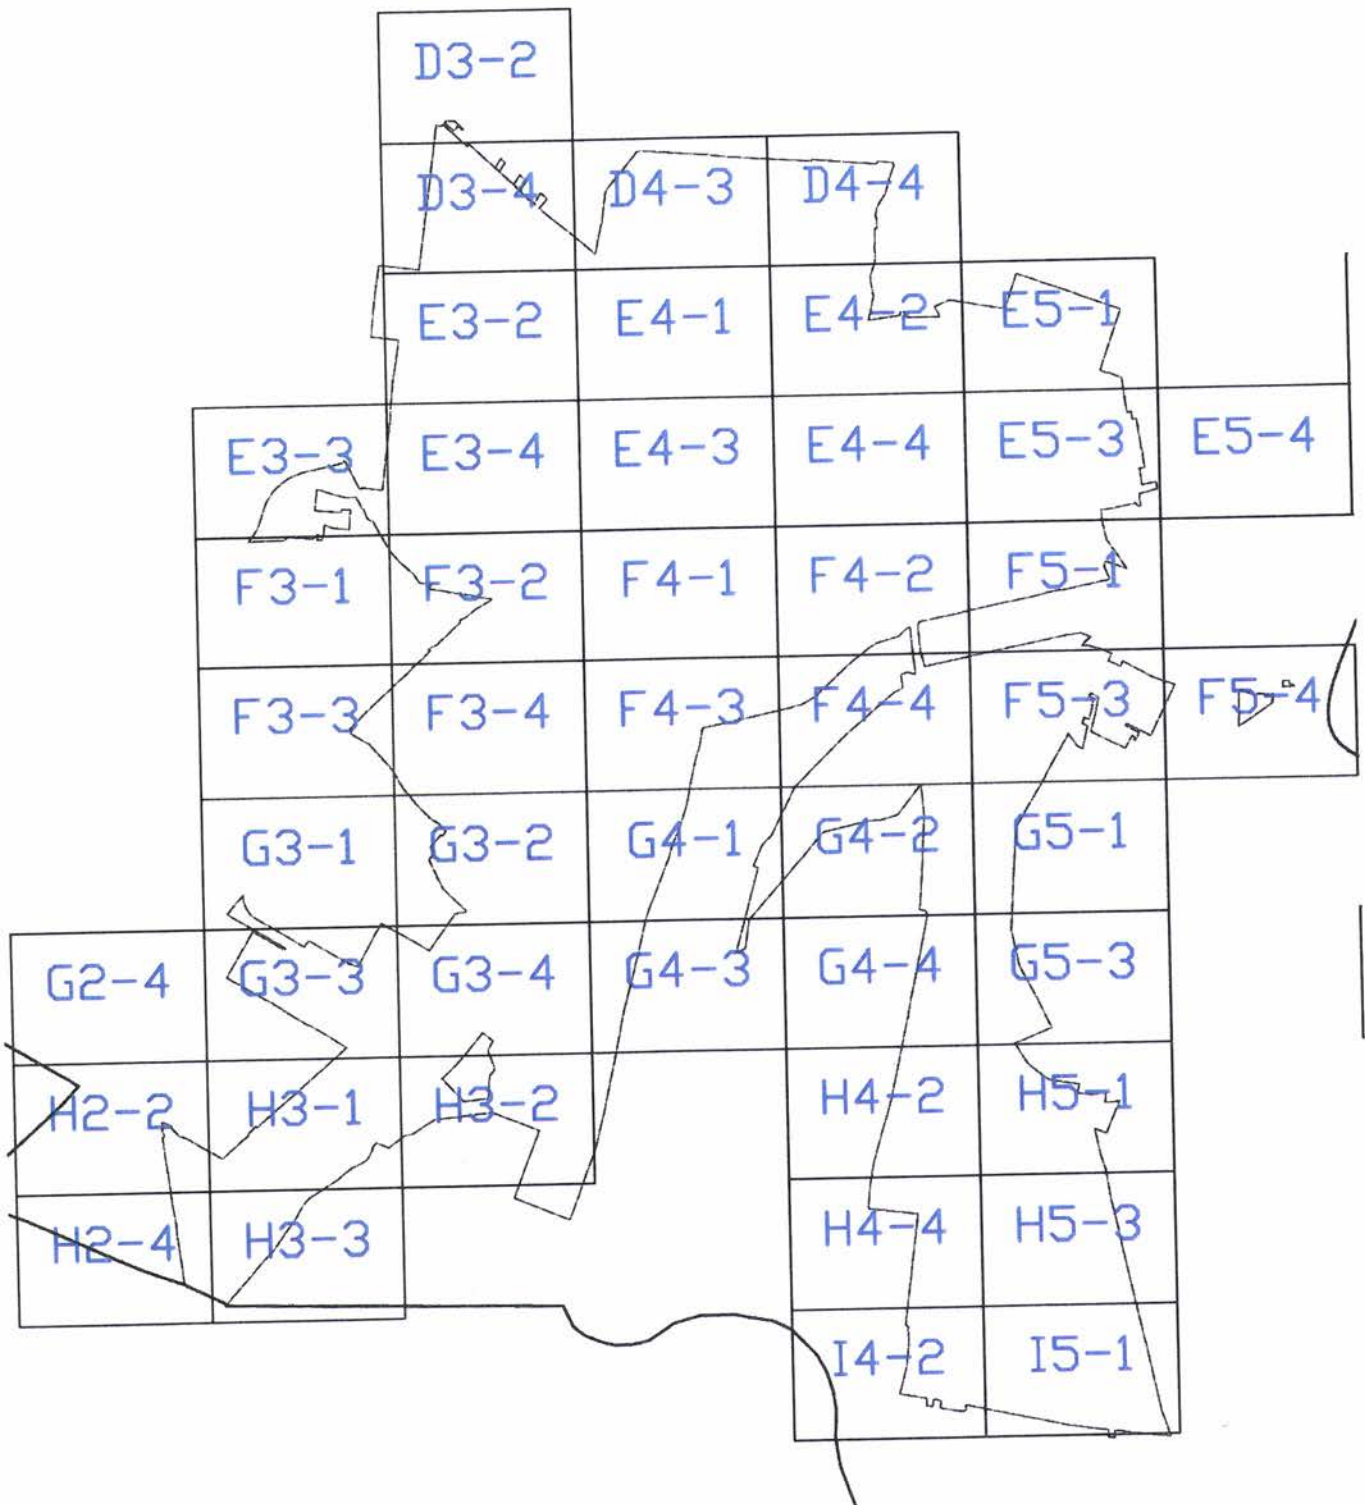 D3-2
D3-4 D4-3 D4-4
E3-2 E4-1 E4-2 E5-1
E3-3 E3-4 E4-3 E4-4 E5-3 E5-4
F3-1 F3-2 F4-1 F4-2 F5-1
F3-3 F3-4 F4-3 F4-4 F5-3 F5-4
G3-1 G3-2 G4-1 G4-2 G5-1
G2-4 G3-3 G3-4 G4-3 G4-4 G5-3
H2-2 H3-1 H3-2 H4-2 H5-1
H2-4 H3-3 H4-4 H5-3
I4-2 I5-1